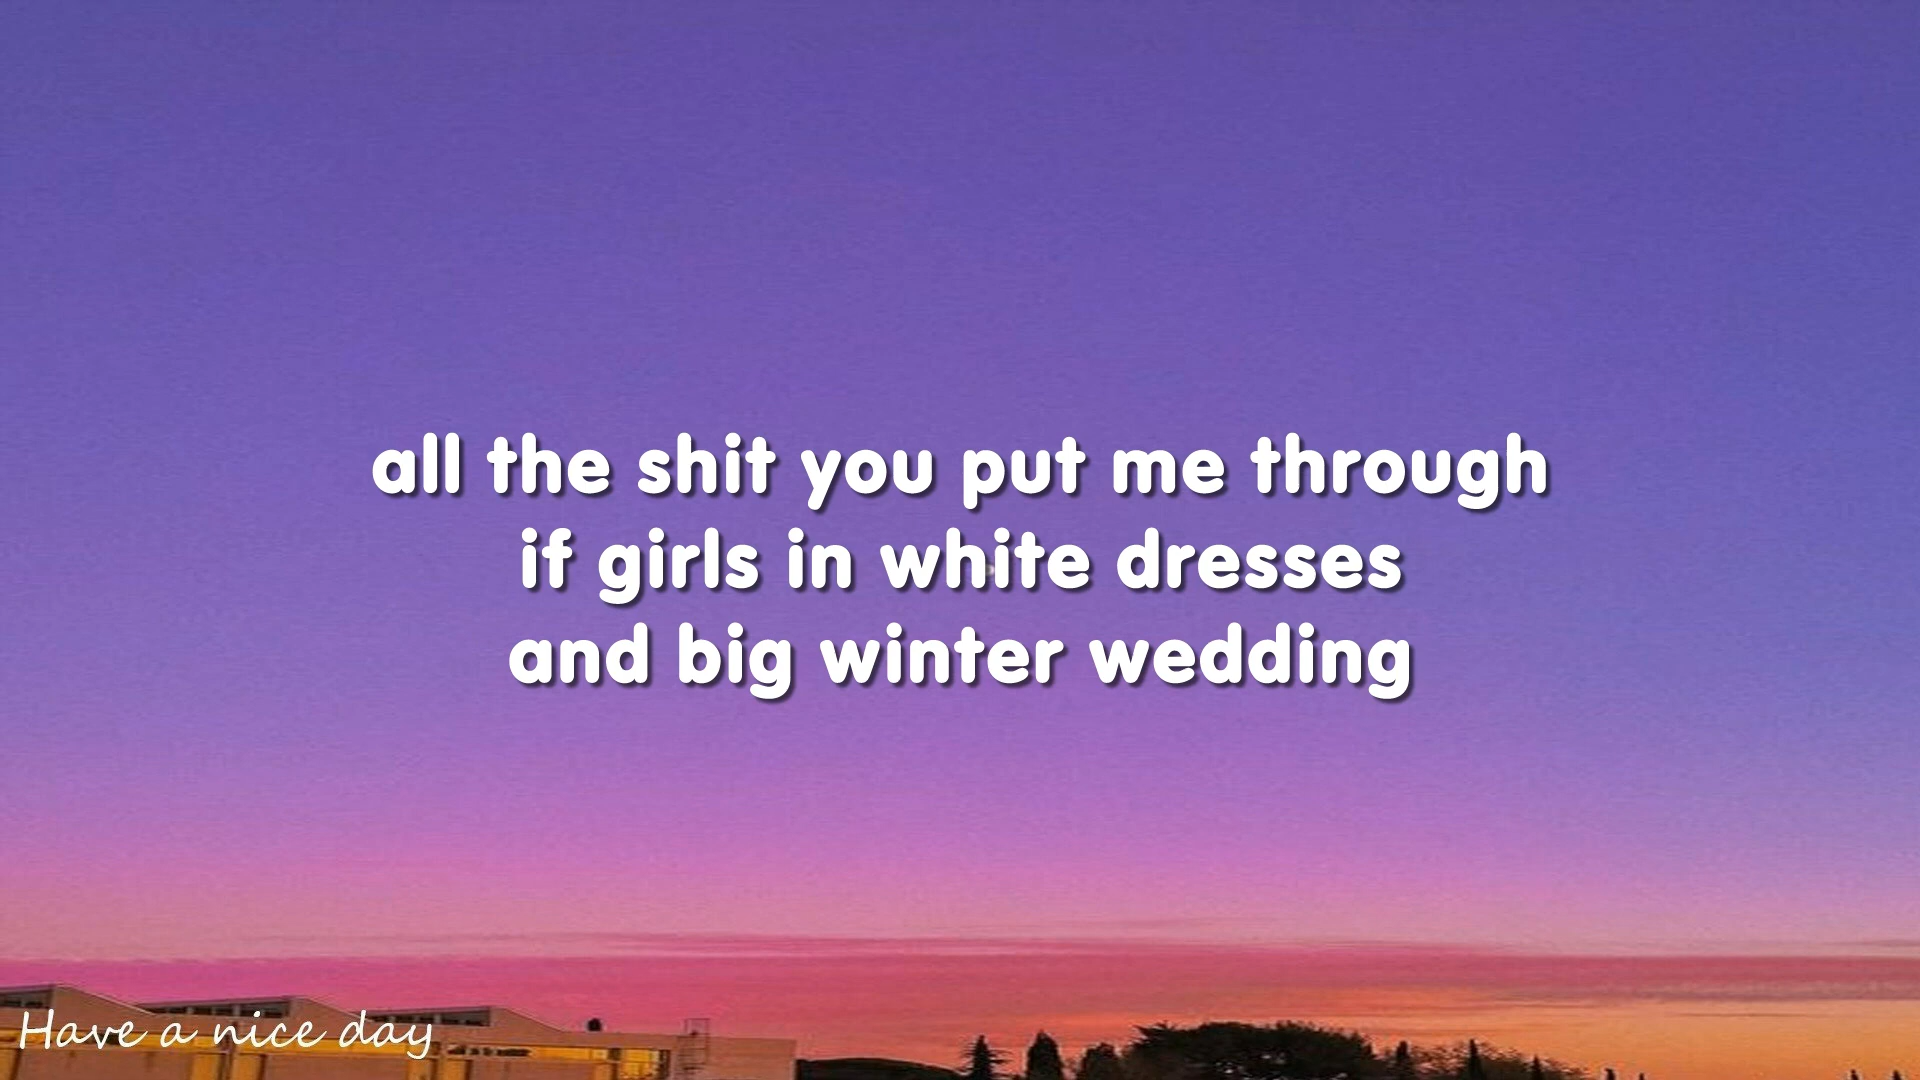 all the shit you put me through
if girls in white dresses
and big winter wedding
Have a nice day